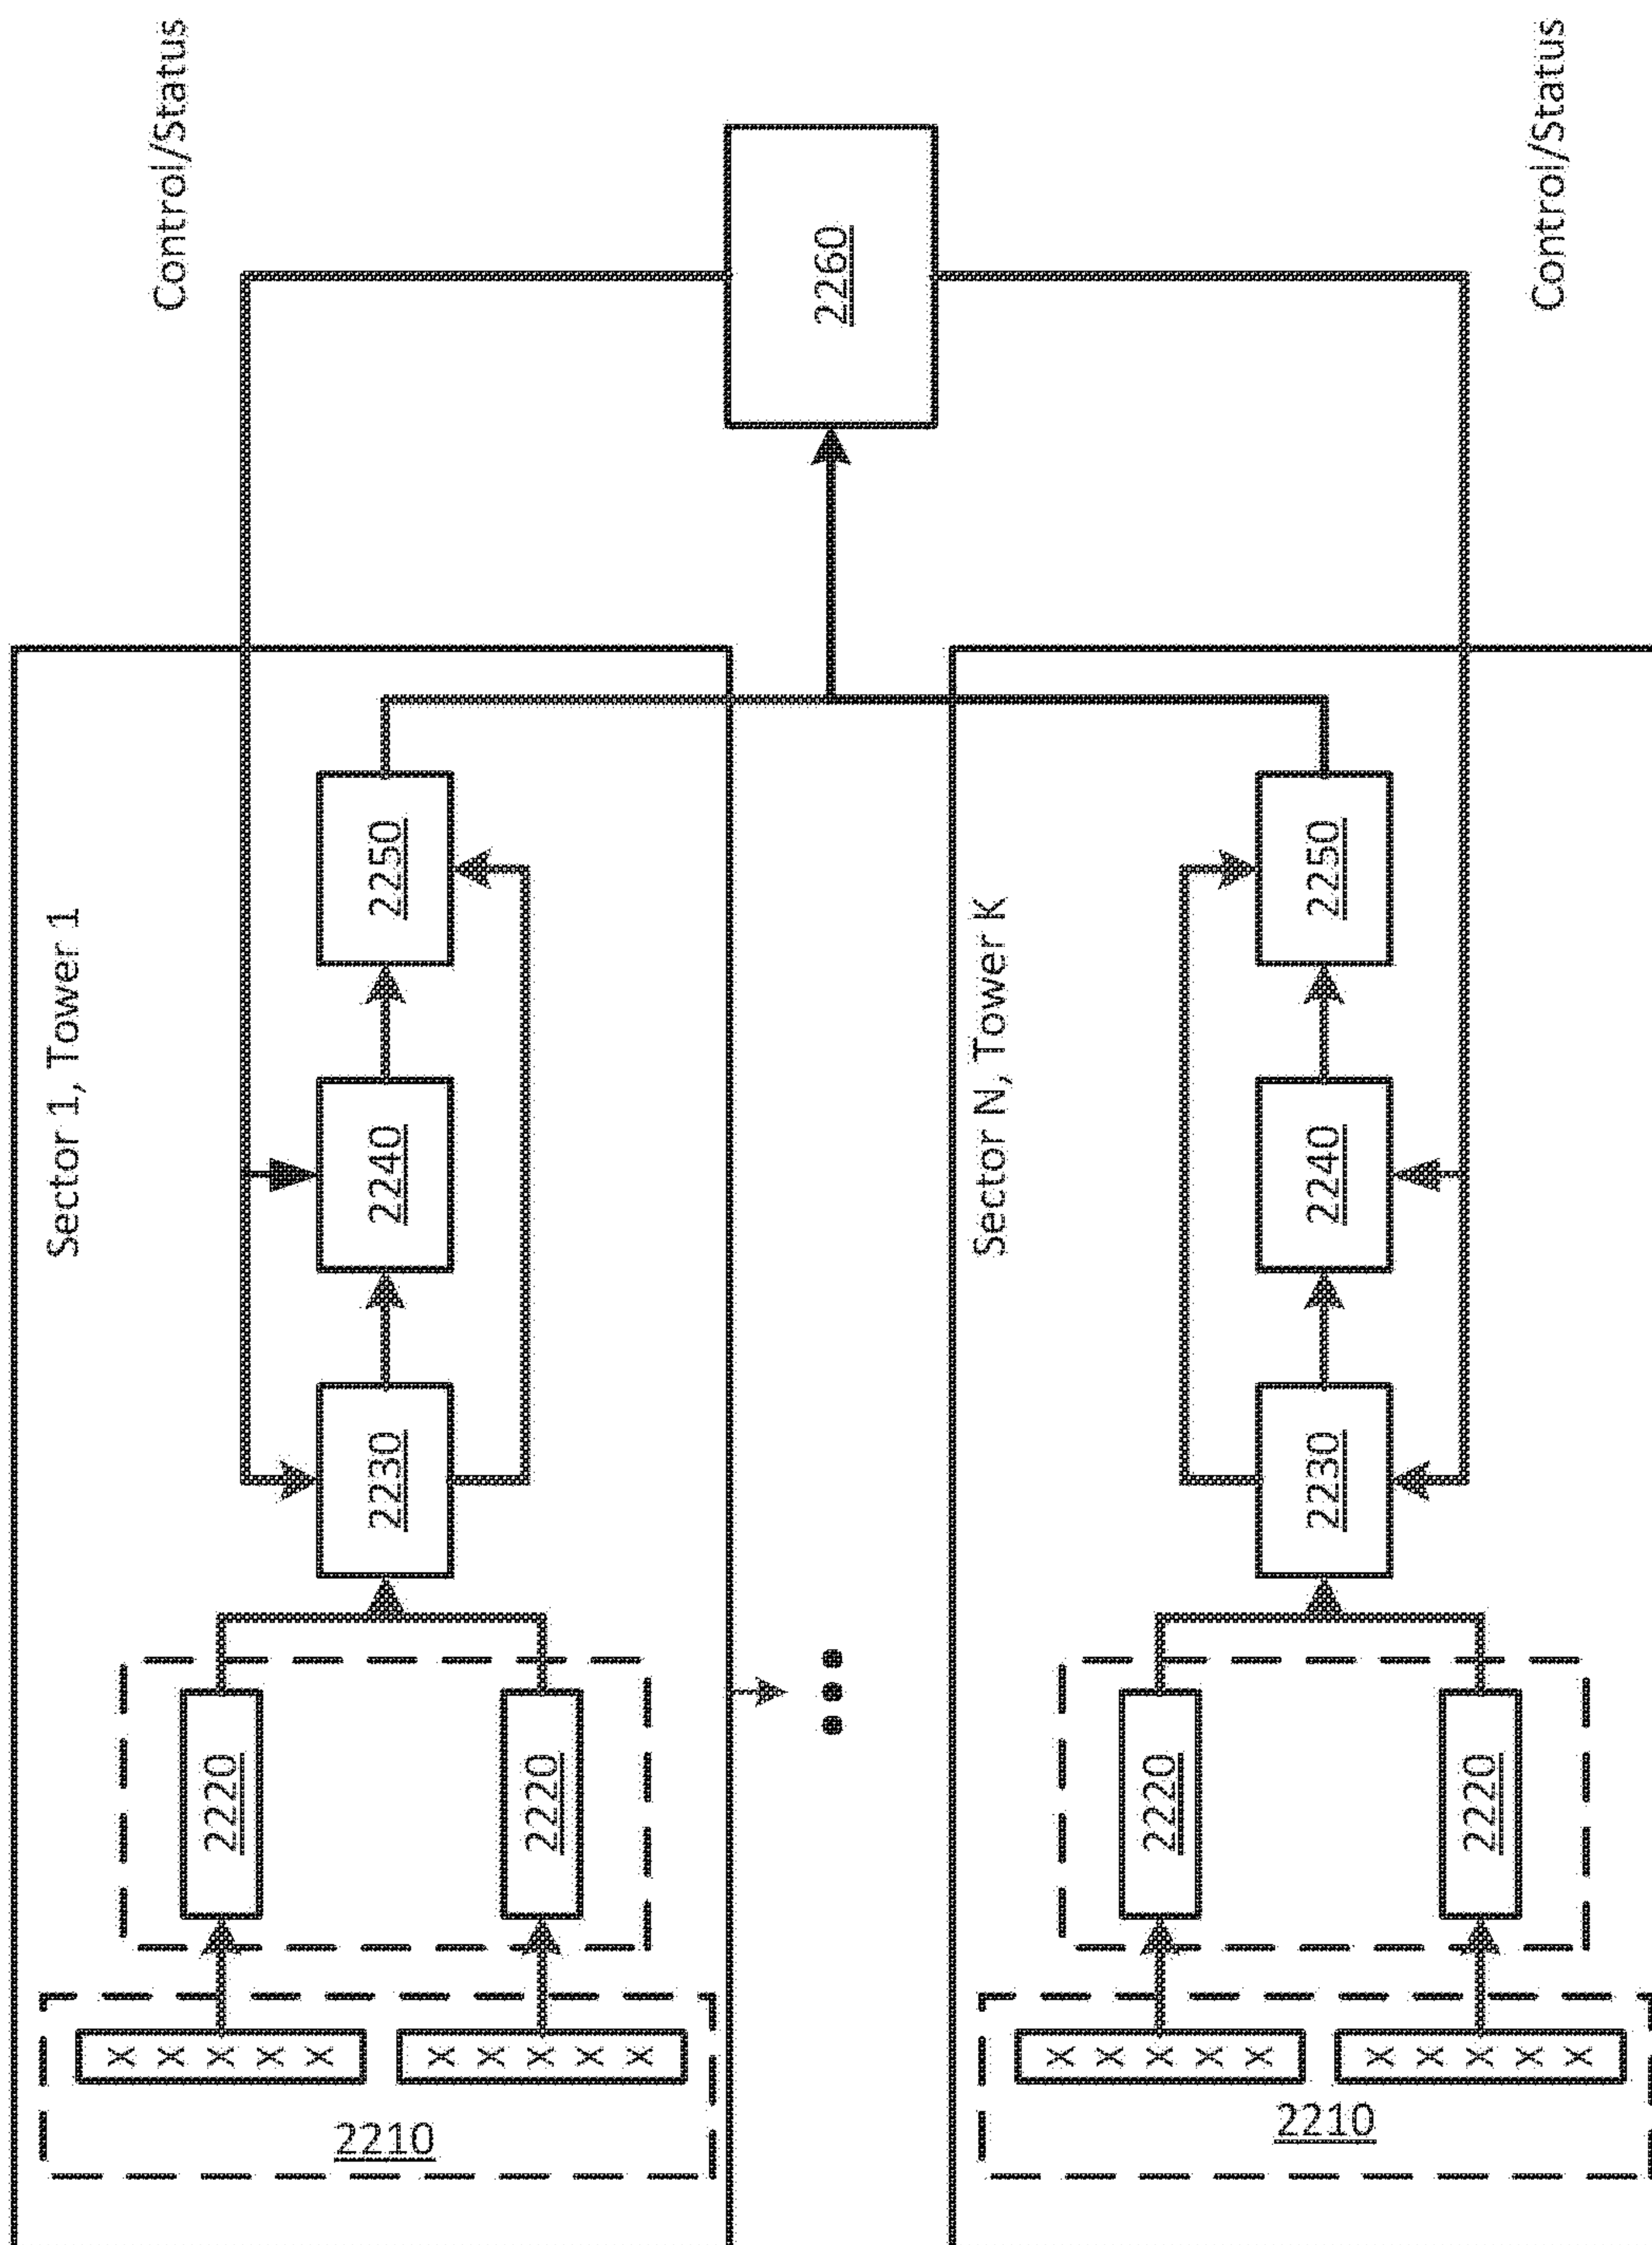 Control/Status
Sector 1, Tower 1
X X X X X
X X X X X
2210
2220
2220
2230
2240
2250
2260
Sector N, Tower K
X X X X X
X X X X X
2210
2220
2220
2230
2240
2250
Control/Status